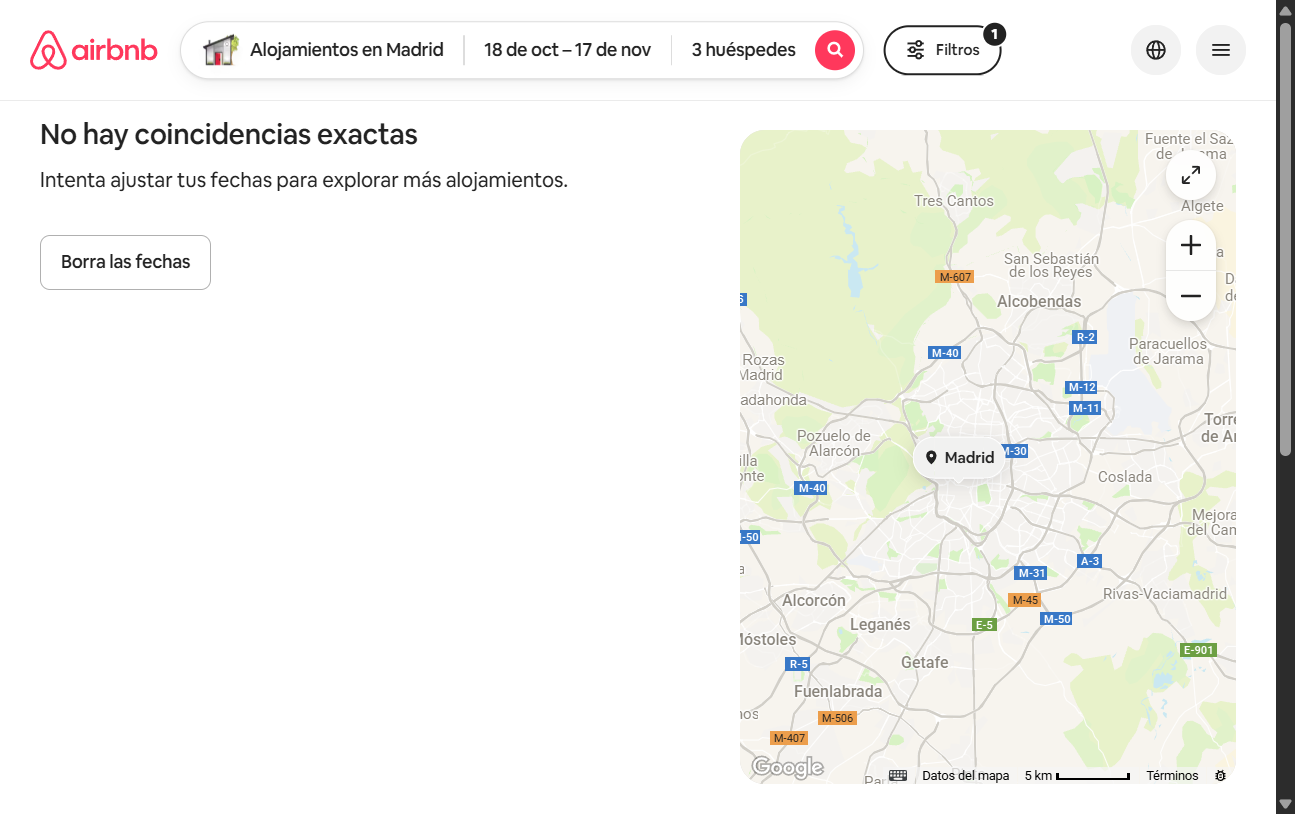 airbnb
Alojamientos en Madrid
18 de oct – 17 de nov
3 huéspedes
Filtros
1
No hay coincidencias exactas
Intenta ajustar tus fechas para explorar más alojamientos.
Borra las fechas
Fuente el Saz
de Jarama
Tres Cantos
Algete
San Sebastián
de los Reyes
M-607
Alcobendas
R-2
Paracuellos
de Jarama
M-40
Rozas
Madrid
M-12
adahonda
M-11
Torre
de Ar
Pozuelo de
Alarcón
M-30
Madrid
illa
onte
Coslada
M-40
Mejora
del Cam
-50
A-3
M-31
Rivas-Vaciamadrid
Alcorcón
M-45
M-50
Leganés
E-5
Móstoles
E-901
R-5
Getafe
Fuenlabrada
nos
M-506
M-407
Google
Par
Datos del mapa
5 km
Términos